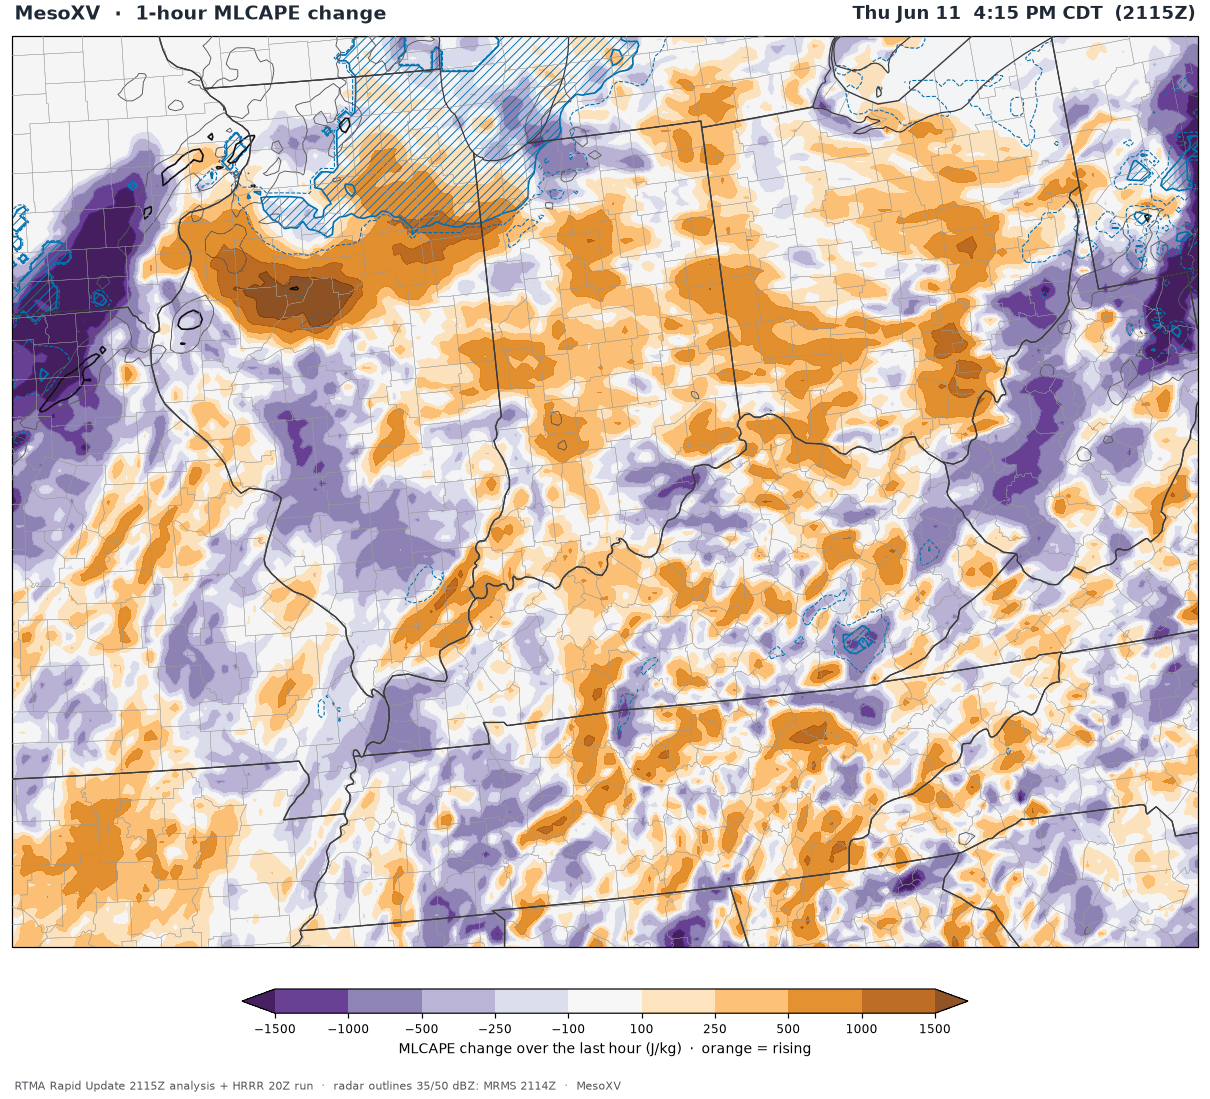 MesoXV · 1-hour MLCAPE change
Thu Jun 11 4:15 PM CDT (2115Z)
−1500 −1000 −500 −250 −100 100 250 500 1000 1500
MLCAPE change over the last hour (J/kg) · orange = rising
RTMA Rapid Update 2115Z analysis + HRRR 20Z run · radar outlines 35/50 dBZ: MRMS 2114Z · MesoXV